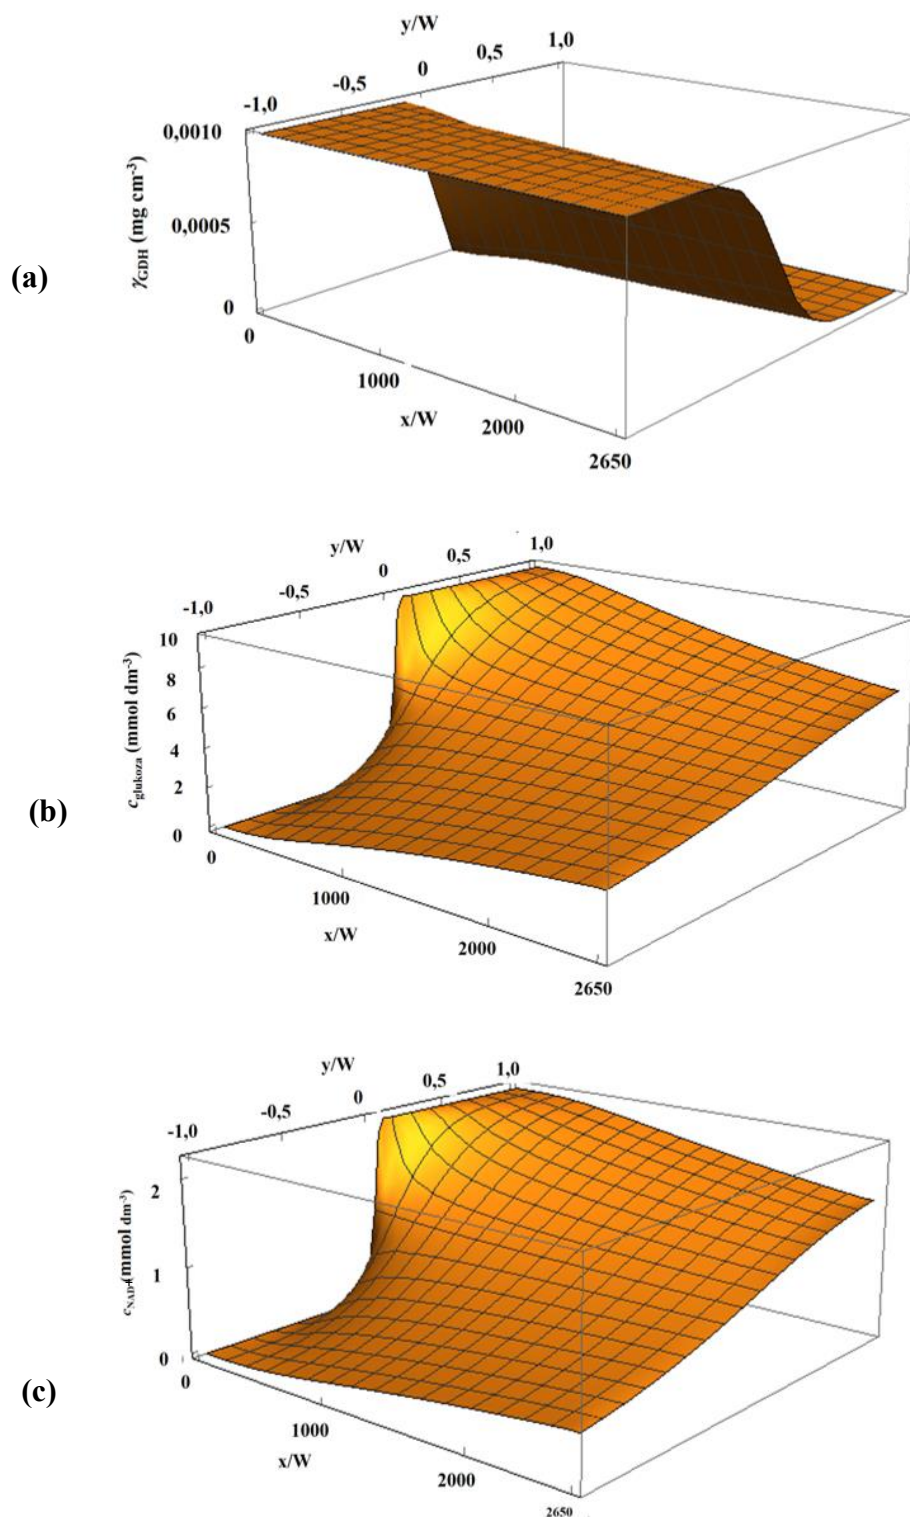 y/W
-1,0 -0,5 0 0,5 1,0
0,0010
0,0005
0
γGDH (mg cm-3)
(a)
0 1000 2000 2650
x/W
y/W
-1,0 -0,5 0 0,5 1,0
10
8
6
4
2
0
cglukoza (mmol dm-3)
(b)
0 1000 2000 2650
x/W
y/W
-1,0 -0,5 0 0,5 1,0
2
1
0
cNAD+(mmol dm-3)
(c)
0 1000 2000 2650
x/W